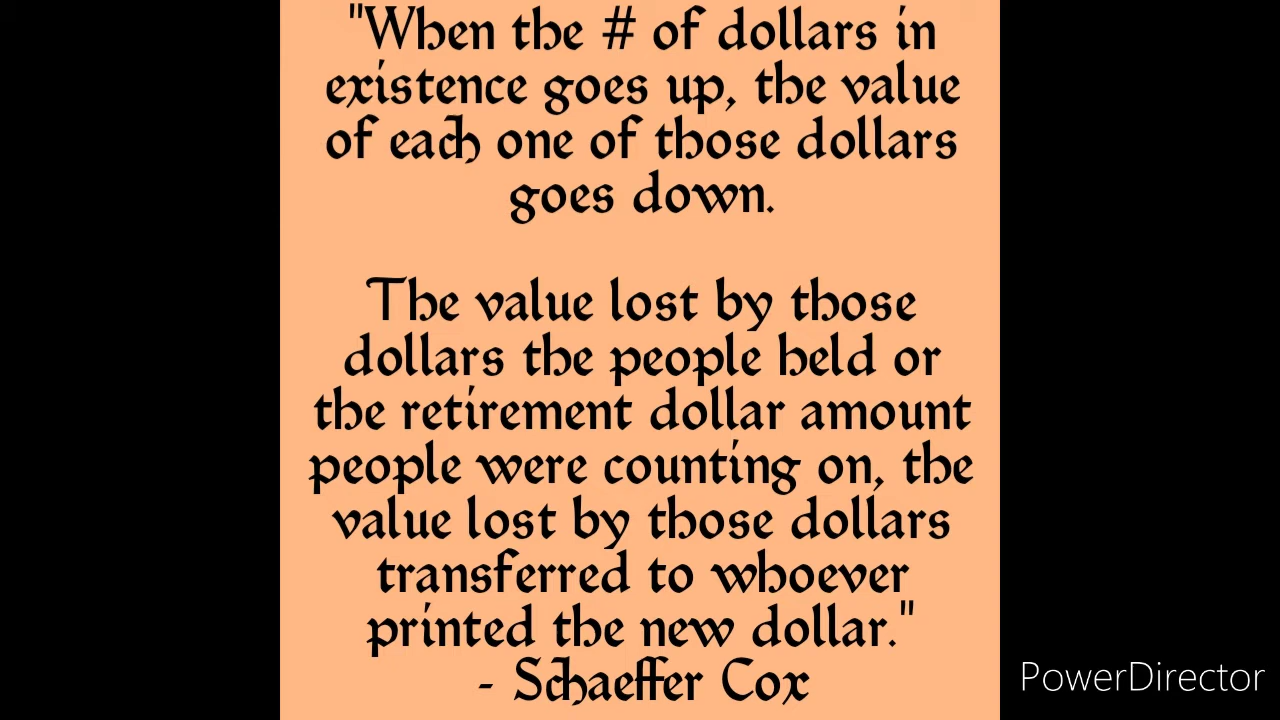 "When the # of dollars in
existence goes up, the value
of each one of those dollars
goes down.
The value lost by those
dollars the people held or
the retirement dollar amount
people were counting on, the
value lost by those dollars
transferred to whoever
printed the new dollar."
- Schaeffer Cox
PowerDirector